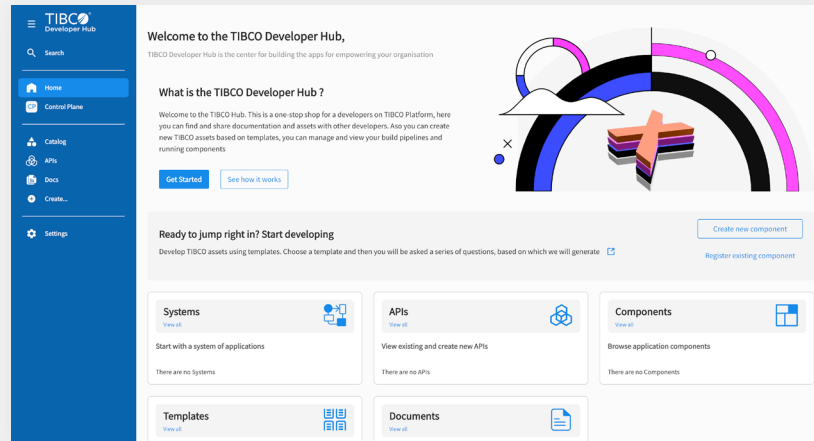 TIBCO®
Developer Hub
Search
Home
CP Control Plane
Catalog
APIs
Docs
Create...
Settings
Welcome to the TIBCO Developer Hub,
TIBCO Developer Hub is the center for building the apps for empowering your organisation
What is the TIBCO Developer Hub ?
Welcome to the TIBCO Hub. This is a one-stop shop for a developers on TIBCO Platform, here
you can find and share documentation and assets with other developers. Aso you can create
new TIBCO assets based on templates, you can manage and view your build pipelines and
running components
Get Started
See how it works
Ready to jump right in? Start developing
Develop TIBCO assets using templates. Choose a template and then you will be asked a series of questions, based on which we will generate
Create new component
Register existing component
Systems
View all
Start with a system of applications
There are no Systems
APIs
View all
View existing and create new APIs
There are no APIs
Components
View all
Browse application components
There are no Components
Templates
View all
Documents
View all